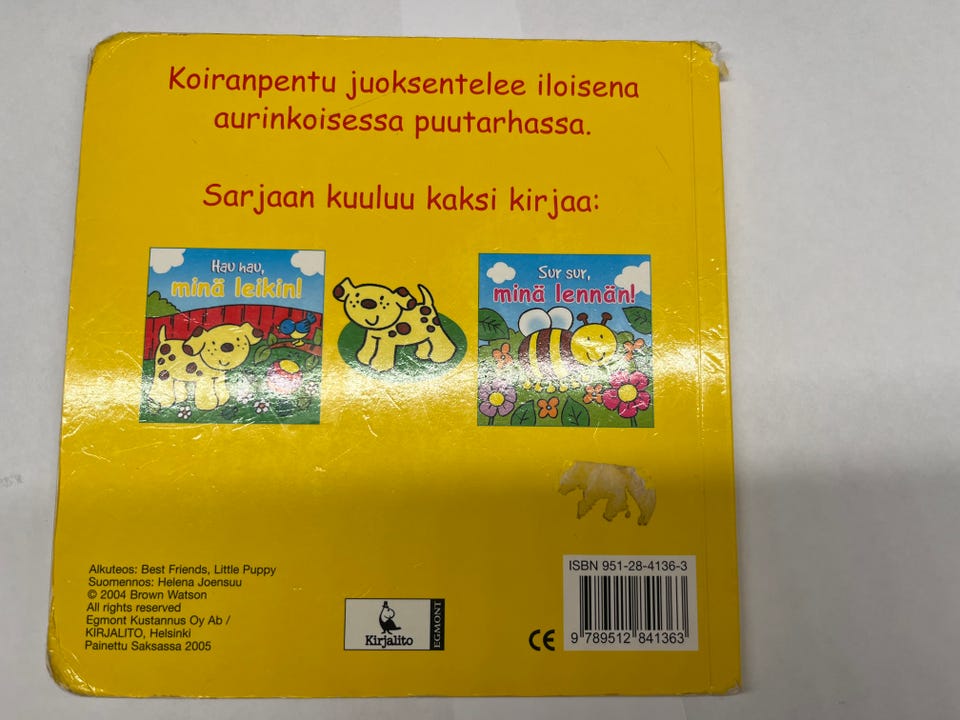 Koiranpentu juoksentelee iloisena
aurinkoisessa puutarhassa.
Sarjaan kuuluu kaksi kirjaa:
Hau hau,
minä leikin!
Sur sur,
minä lennän!
Alkuteos: Best Friends, Little Puppy
Suomennos: Helena Joensuu
© 2004 Brown Watson
All rights reserved
Egmont Kustannus Oy Ab /
KIRJALITO, Helsinki
Painettu Saksassa 2005
Kirjalito
EGMONT
CE
ISBN 951-28-4136-3
9 789512 841363